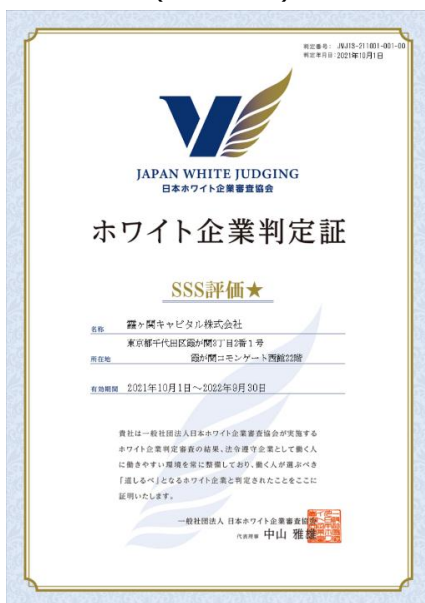 判定番号: JWJ13-211001-001-00
判定年月日:2021年10月1日
JAPAN WHITE JUDGING
日本ホワイト企業審査協会
ホワイト企業判定証
SSS評価★
名称 霞ヶ関キャピタル株式会社
東京都千代田区霞が関3丁目2番1号
所在地 霞が関コモンゲート西館22階
有効期間 2021年10月1日~2022年9月30日
貴社は一般社団法人日本ホワイト企業審査協会が実施する
ホワイト企業判定審査の結果、法令遵守企業として働く人
に働きやすい環境を常に整備しており、働く人が選ぶべき
「道しるべ」となるホワイト企業と判定されたことをここに
証明いたします。
一般社団法人 日本ホワイト企業審査協会
代表理事 中山 雅雄